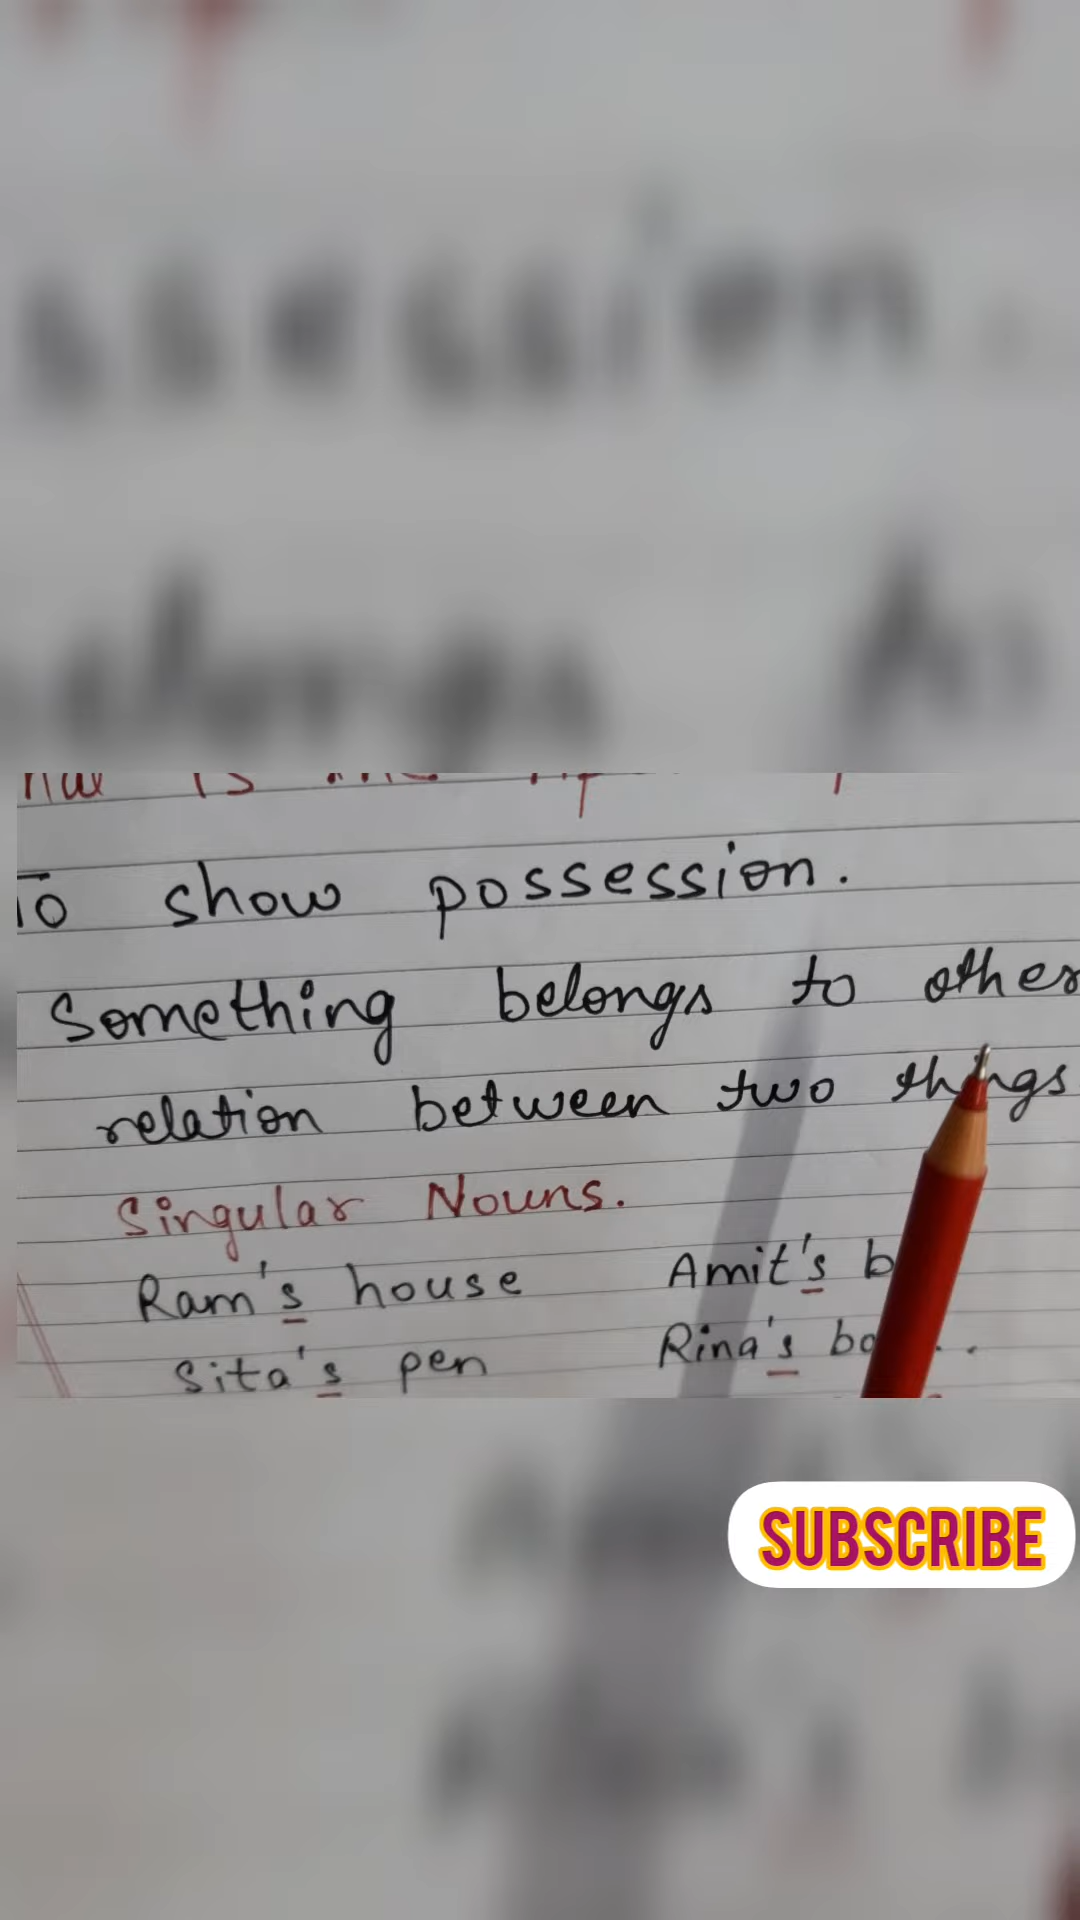 To show possession.
Something belongs to other
relation between two things
Singular Nouns.
Ram's house Amit's
Sita's pen Rina's
SUBSCRIBE